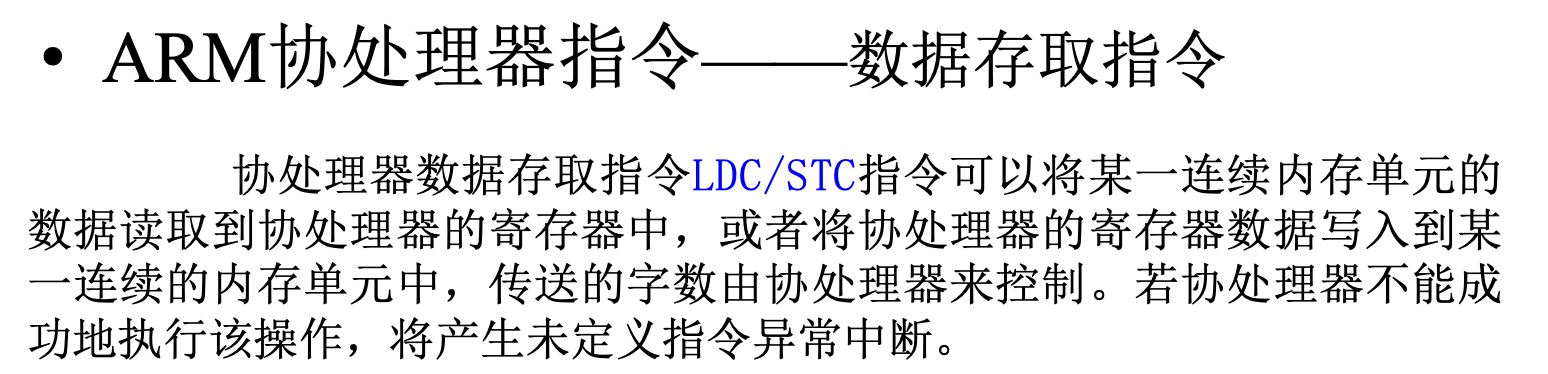 • ARM协处理器指令——数据存取指令
协处理器数据存取指令LDC/STC指令可以将某一连续内存单元的
数据读取到协处理器的寄存器中，或者将协处理器的寄存器数据写入到某
一连续的内存单元中，传送的字数由协处理器来控制。若协处理器不能成
功地执行该操作，将产生未定义指令异常中断。